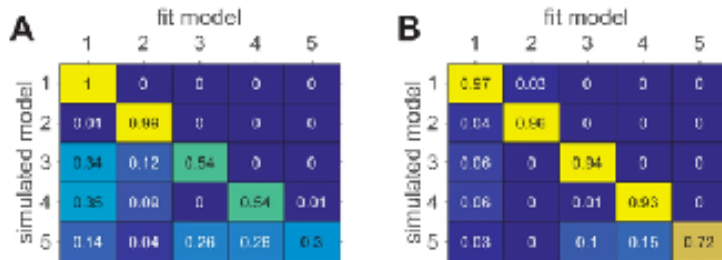 A
fit model
1 2 3 4 5
simulated model
1 1 0 0 0 0
2 0.01 0.99 0 0 0
3 0.34 0.12 0.54 0 0
4 0.35 0.09 0 0.54 0.01
5 0.14 0.04 0.26 0.26 0.3
B
fit model
1 2 3 4 5
simulated model
1 0.97 0.03 0 0 0
2 0.04 0.96 0 0 0
3 0.06 0 0.94 0 0
4 0.06 0 0.01 0.93 0
5 0.03 0 0.1 0.15 0.72